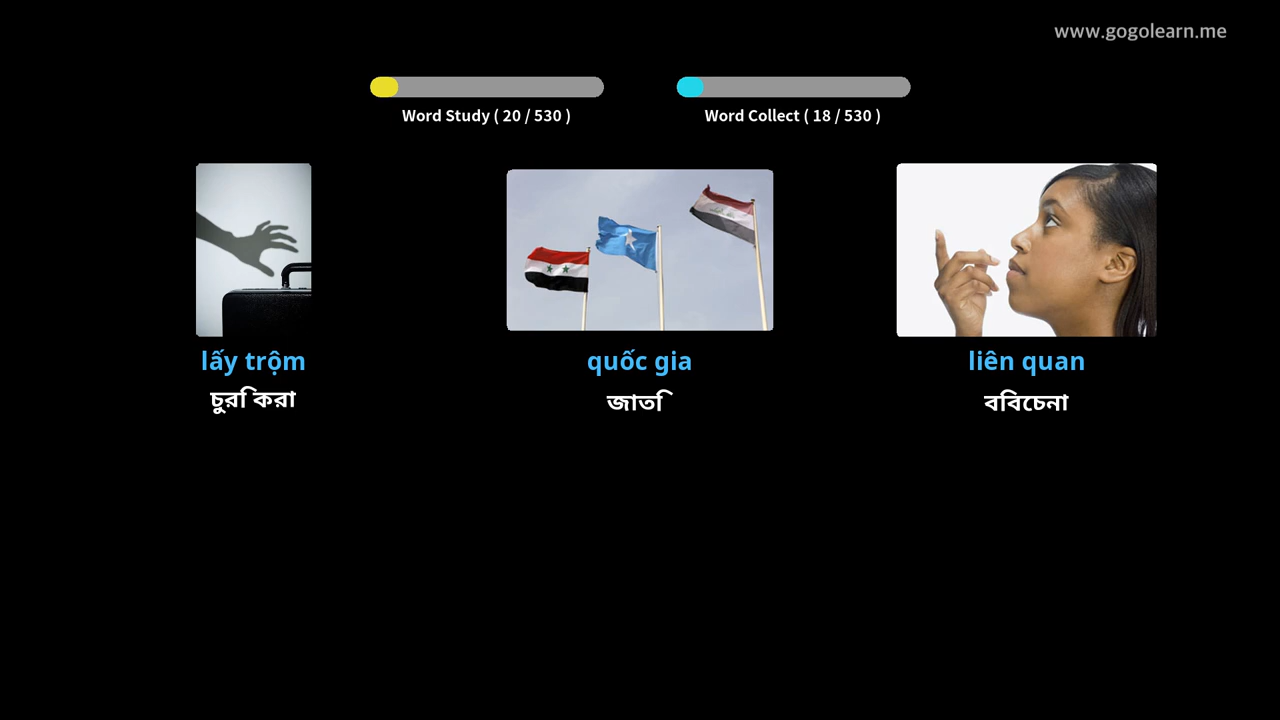 www.gogolearn.me
Word Study ( 20 / 530 )
Word Collect ( 18 / 530 )
lấy trộm
quốc gia
liên quan
চুরি করা
জাতি
বিবেচনা